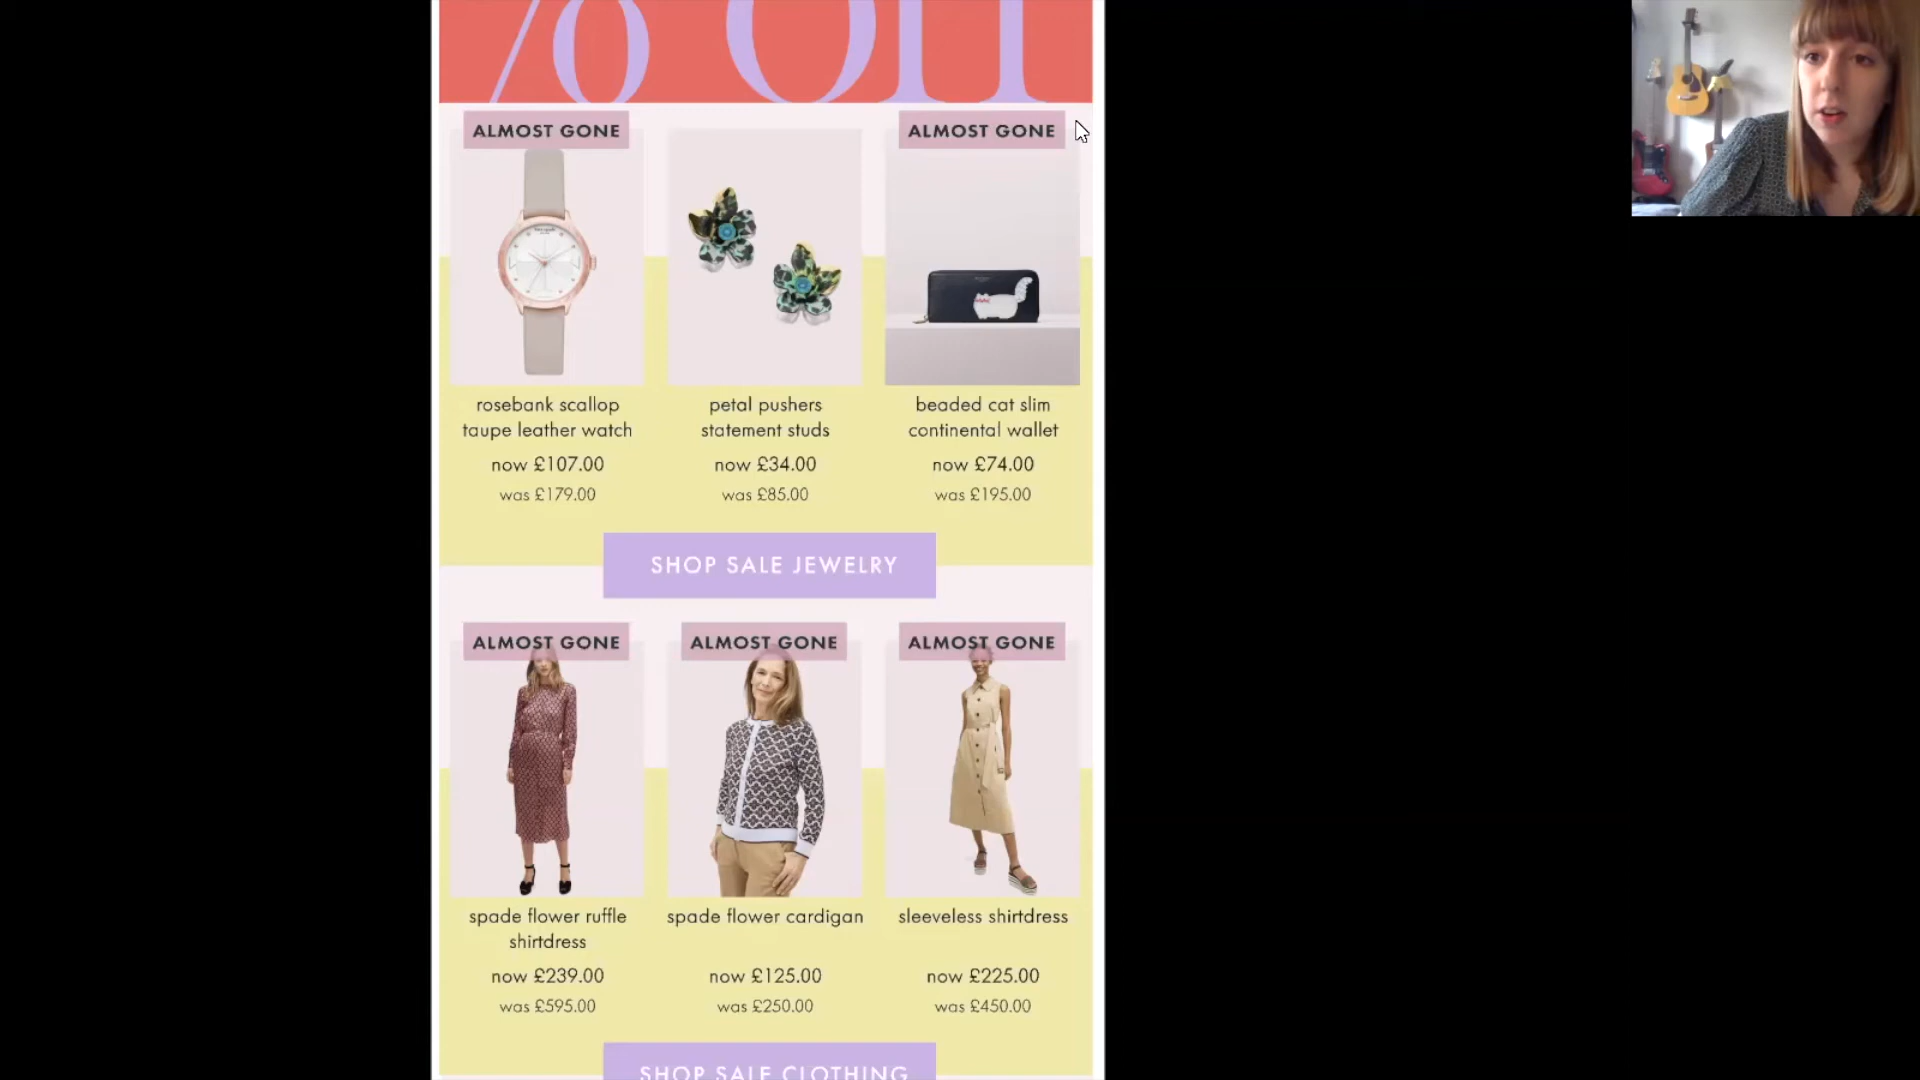 % Off
ALMOST GONE
ALMOST GONE
rosebank scallop
taupe leather watch
now £107.00
was £179.00
petal pushers
statement studs
now £34.00
was £85.00
beaded cat slim
continental wallet
now £74.00
was £195.00
SHOP SALE JEWELRY
ALMOST GONE
ALMOST GONE
ALMOST GONE
spade flower ruffle
shirtdress
now £239.00
was £595.00
spade flower cardigan
now £125.00
was £250.00
sleeveless shirtdress
now £225.00
was £450.00
SHOP SALE CLOTHING